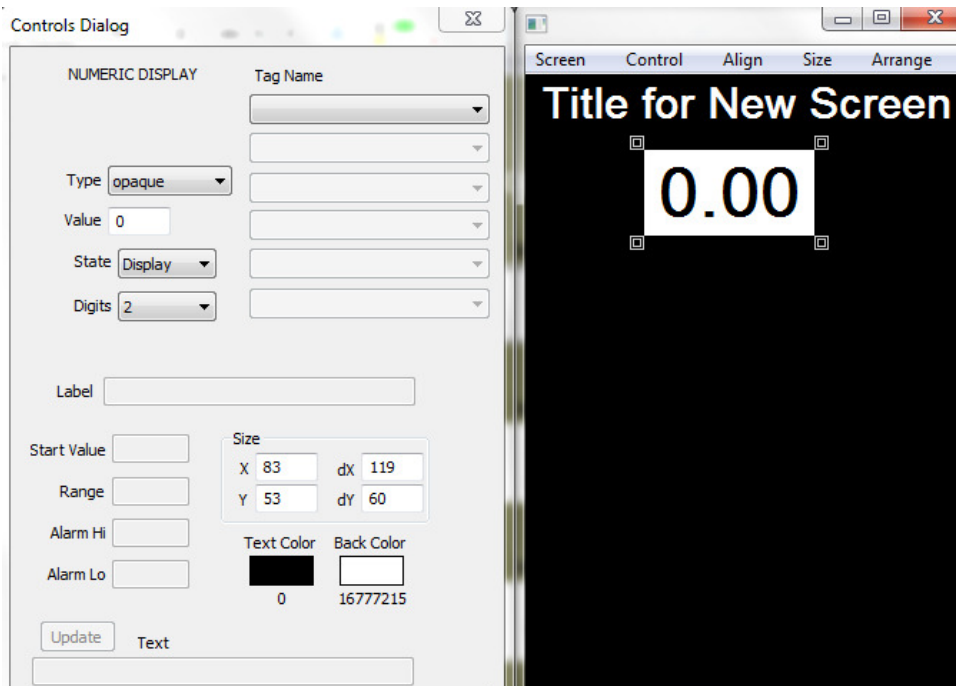 Controls Dialog
NUMERIC DISPLAY
Tag Name
Type opaque
Value 0
State Display
Digits 2
Label
Start Value
Range
Alarm Hi
Alarm Lo
Size
X 83 dX 119
Y 53 dY 60
Text Color Back Color
0 16777215
Update
Text
Screen Control Align Size Arrange
Title for New Screen
0.00